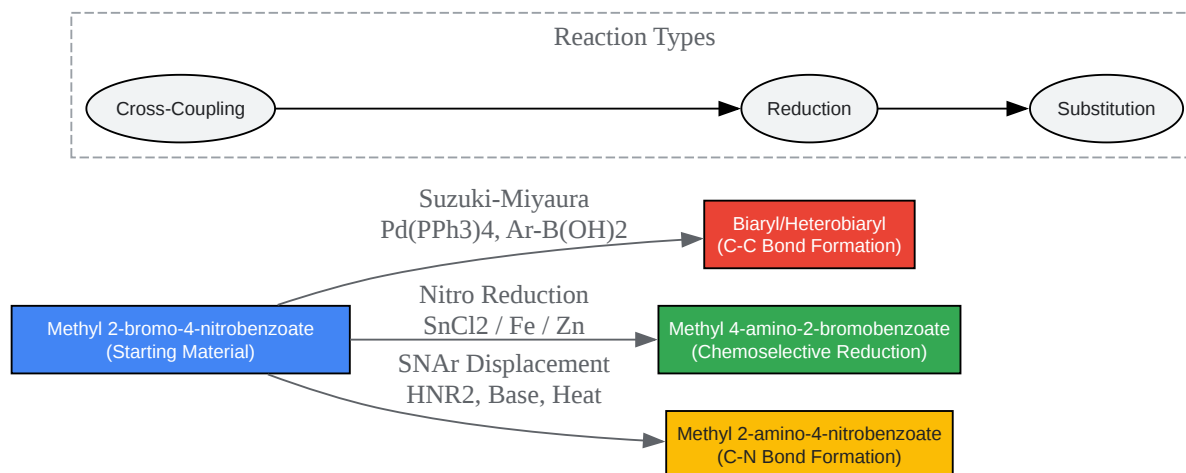 Reaction Types
Cross-Coupling
Reduction
Substitution
Suzuki-Miyaura
Pd(PPh3)4, Ar-B(OH)2
Biaryl/Heterobiaryl
(C-C Bond Formation)
Methyl 2-bromo-4-nitrobenzoate
(Starting Material)
Nitro Reduction
SnCl2 / Fe / Zn
Methyl 4-amino-2-bromobenzoate
(Chemoselective Reduction)
SNAr Displacement
HNR2, Base, Heat
Methyl 2-amino-4-nitrobenzoate
(C-N Bond Formation)